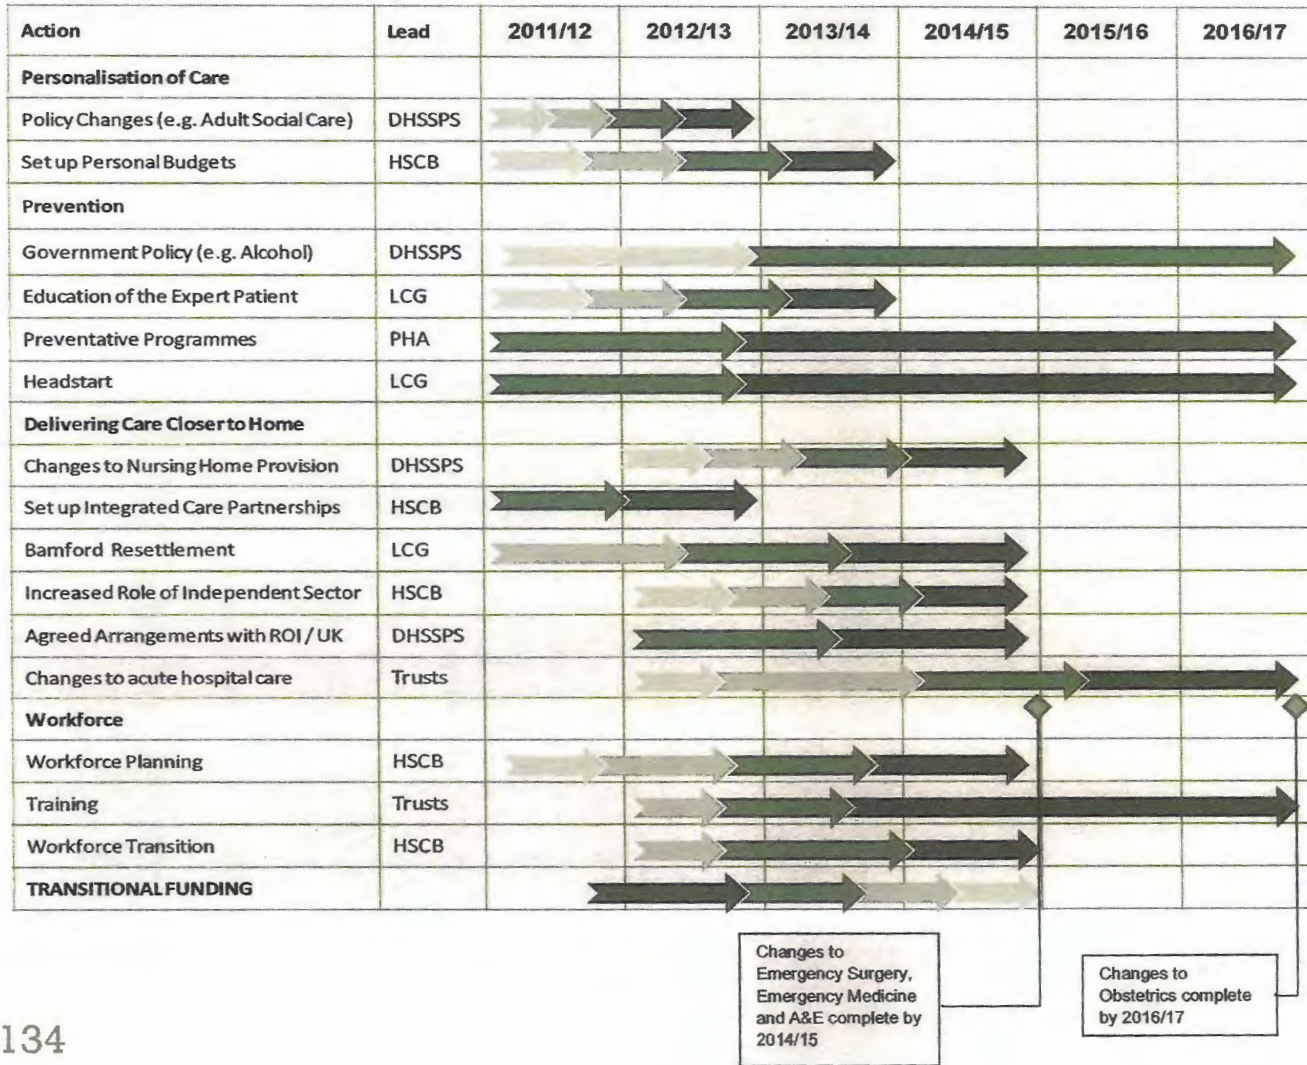 Action Lead 2011/12 2012/13 2013/14 2014/15 2015/16 2016/17
Personalisation of Care
Policy Changes (e.g. Adult Social Care) DHSSPS
Set up Personal Budgets HSCB
Prevention
Government Policy (e.g. Alcohol) DHSSPS
Education of the Expert Patient LCG
Preventative Programmes PHA
Headstart LCG
Delivering Care Closer to Home
Changes to Nursing Home Provision DHSSPS
Set up Integrated Care Partnerships HSCB
Bamford Resettlement LCG
Increased Role of Independent Sector HSCB
Agreed Arrangements with ROI / UK DHSSPS
Changes to acute hospital care Trusts
Workforce
Workforce Planning HSCB
Training Trusts
Workforce Transition HSCB
TRANSITIONAL FUNDING
Changes to
Emergency Surgery,
Emergency Medicine
and A&E complete by
2014/15
Changes to
Obstetrics complete
by 2016/17
134